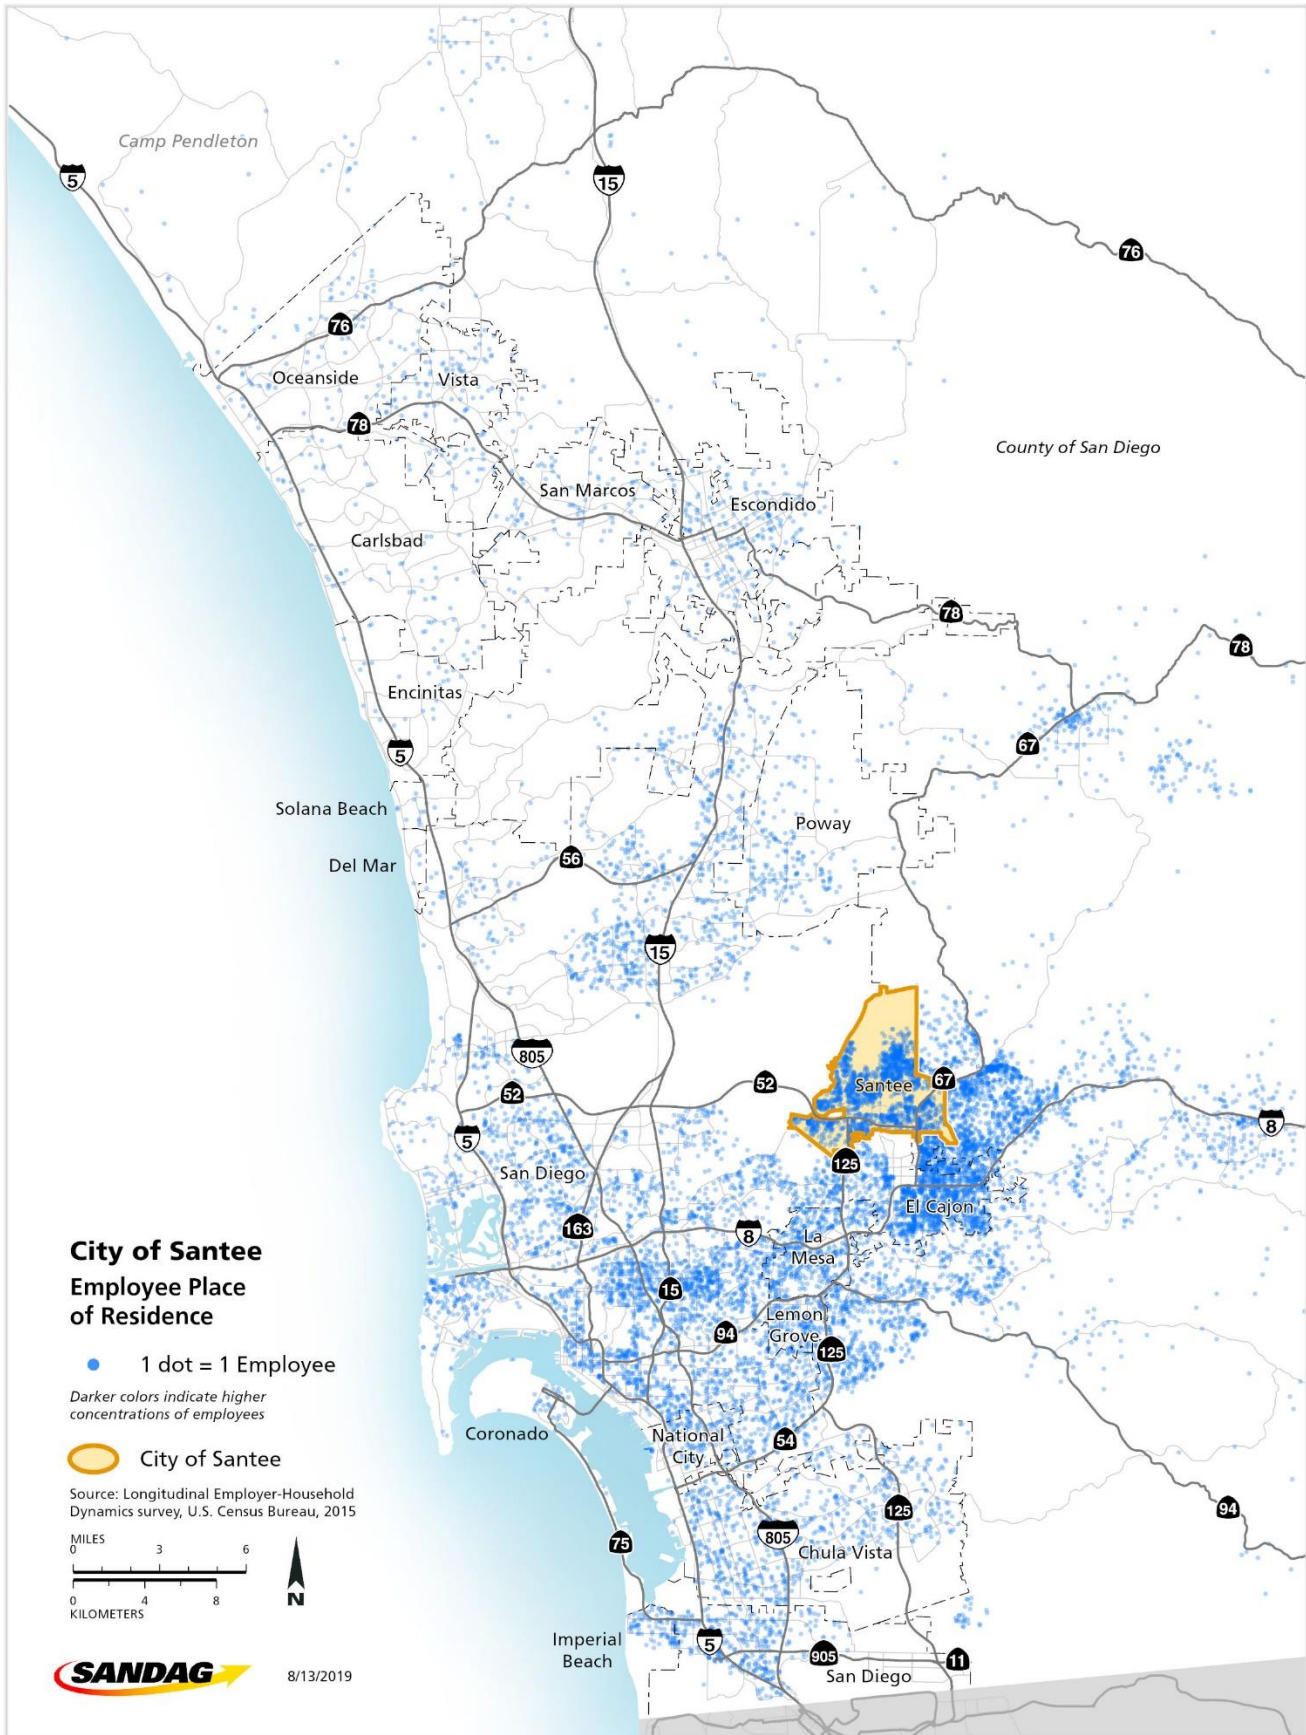 Camp Pendleton
5
15
76
76
Oceanside
Vista
78
County of San Diego
San Marcos
Escondido
Carlsbad
78
78
Encinitas
67
5
Solana Beach
Poway
Del Mar
56
15
805
52
Santee
67
52
8
5
125
San Diego
El Cajon
163
8
La
Mesa
15
Lemon
Grove
94
125
Coronado
National
City
54
125
94
805
75
Chula Vista
Imperial
Beach
5
905
11
San Diego
City of Santee
Employee Place
of Residence
1 dot = 1 Employee
Darker colors indicate higher
concentrations of employees
City of Santee
Source: Longitudinal Employer-Household
Dynamics survey, U.S. Census Bureau, 2015
MILES
0 3 6
0 4 8
KILOMETERS
N
SANDAG
8/13/2019